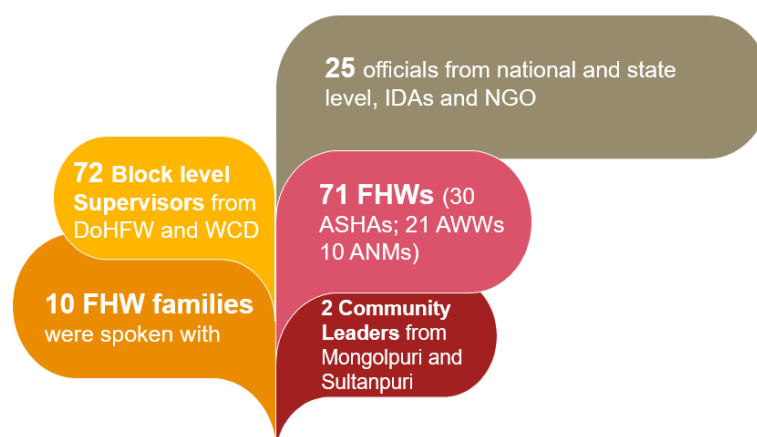 25 officials from national and state
level, IDAs and NGO
72 Block level
Supervisors from
DoHFW and WCD
71 FHWs (30
ASHAs; 21 AWWs
10 ANMs)
10 FHW families
were spoken with
2 Community
Leaders from
Mongolpuri and
Sultanpuri